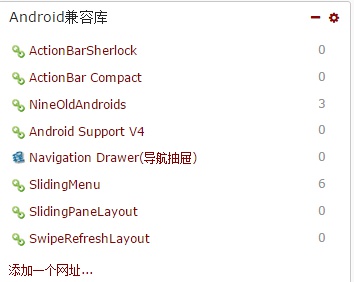 Android兼容库
ActionBarSherlock 0
ActionBar Compact 0
NineOldAndroids 3
Android Support V4 0
Navigation Drawer(导航抽屉) 0
SlidingMenu 6
SlidingPaneLayout 0
SwipeRefreshLayout 0
添加一个网址...